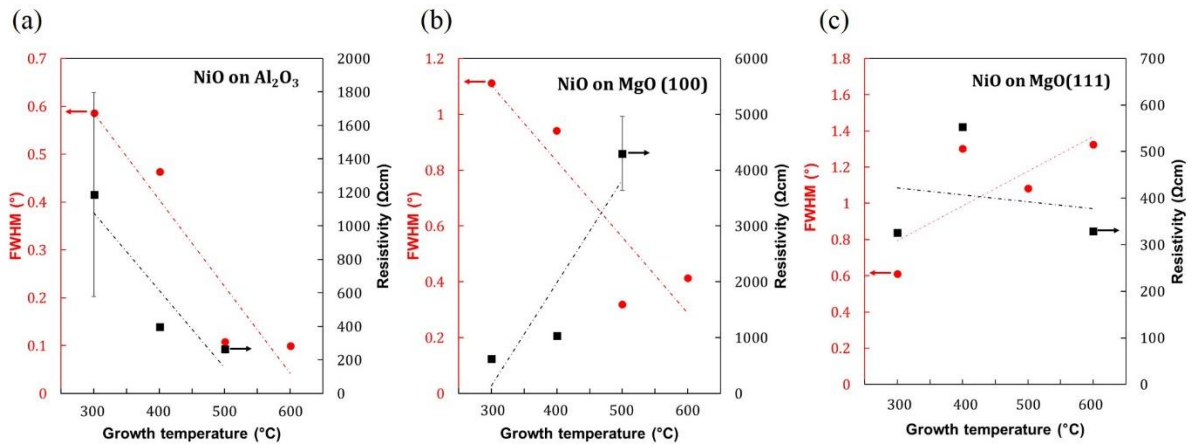 (a)
NiO on Al₂O₃
FWHM (°)
0.7
0.6
0.5
0.4
0.3
0.2
0.1
0
2000
1800
1600
1400
1200
1000
800
600
400
200
0
Resistivity (Ωcm)
300 400 500 600
Growth temperature (°C)
(b)
NiO on MgO (100)
FWHM (°)
1.2
1
0.8
0.6
0.4
0.2
0
6000
5000
4000
3000
2000
1000
0
Resistivity (Ωcm)
300 400 500 600
Growth temperature (°C)
(c)
NiO on MgO(111)
FWHM (°)
1.8
1.6
1.4
1.2
1
0.8
0.6
0.4
0.2
0
700
600
500
400
300
200
100
0
Resistivity (Ωcm)
300 400 500 600
Growth temperature (°C)